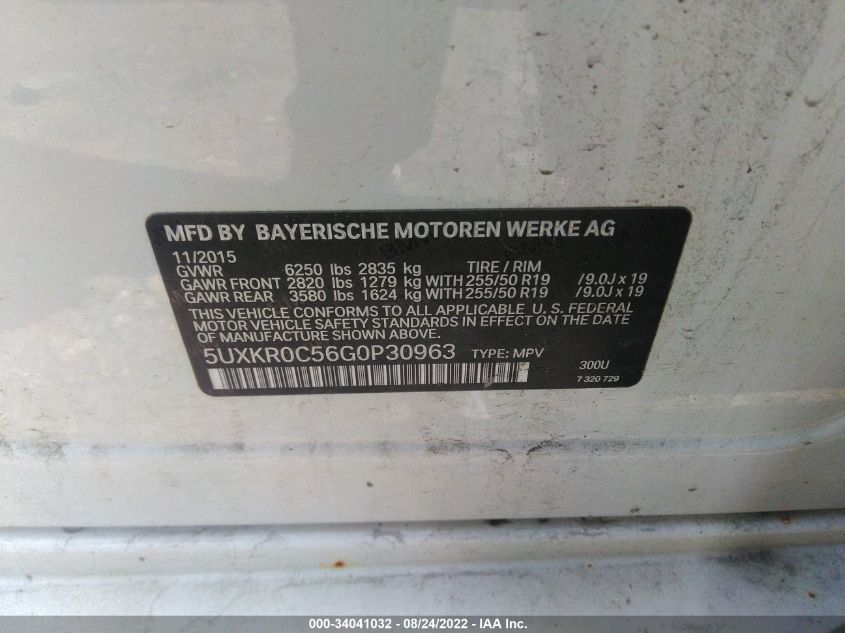 MFD BY BAYERISCHE MOTOREN WERKE AG
11/2015
GVWR 6250 lbs 2835 kg TIRE / RIM
GAWR FRONT 2820 lbs 1279 kg WITH 255/50 R19 /9.0J x 19
GAWR REAR 3580 lbs 1624 kg WITH 255/50 R19 /9.0J x 19
THIS VEHICLE CONFORMS TO ALL APPLICABLE U. S. FEDERAL
MOTOR VEHICLE SAFETY STANDARDS IN EFFECT ON THE DATE
OF MANUFACTURE SHOWN ABOVE
5UXKR0C56G0P30963 TYPE: MPV 300U
7 320 729
000-34041032 - 08/24/2022 - IAA Inc.